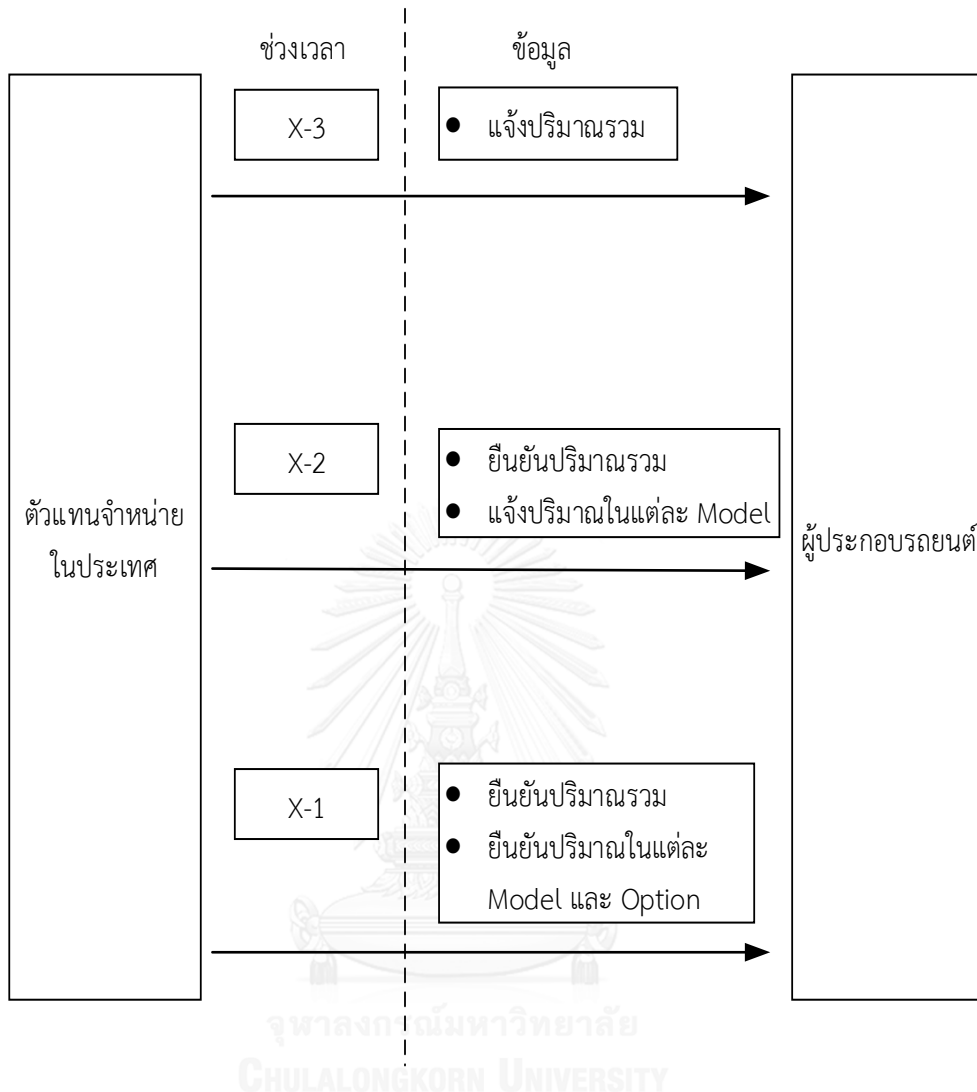 ช่วงเวลา
ข้อมูล
X-3
● แจ้งปริมาณรวม
X-2
● ยืนยันปริมาณรวม
● แจ้งปริมาณในแต่ละ Model
ตัวแทนจำหน่าย
ในประเทศ
ผู้ประกอบรถยนต์
X-1
● ยืนยันปริมาณรวม
● ยืนยันปริมาณในแต่ละ
Model และ Option
จุฬาลงกรณ์มหาวิทยาลัย
CHULALONGKORN UNIVERSITY